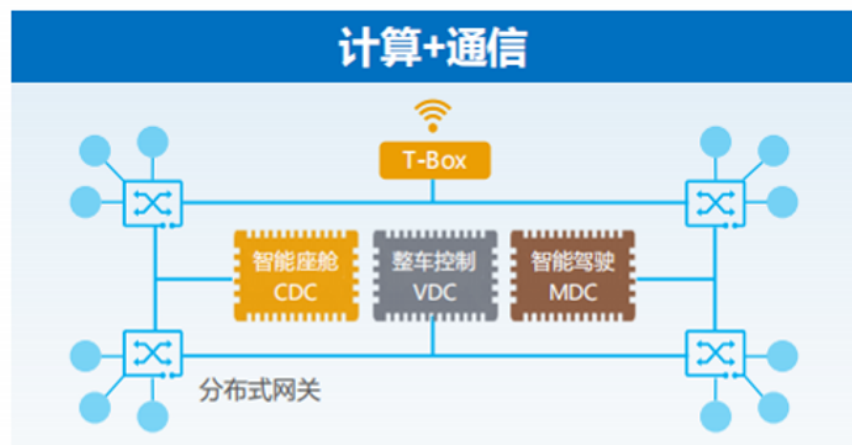 计算+通信
T-Box
智能座舱
CDC
整车控制
VDC
智能驾驶
MDC
分布式网关